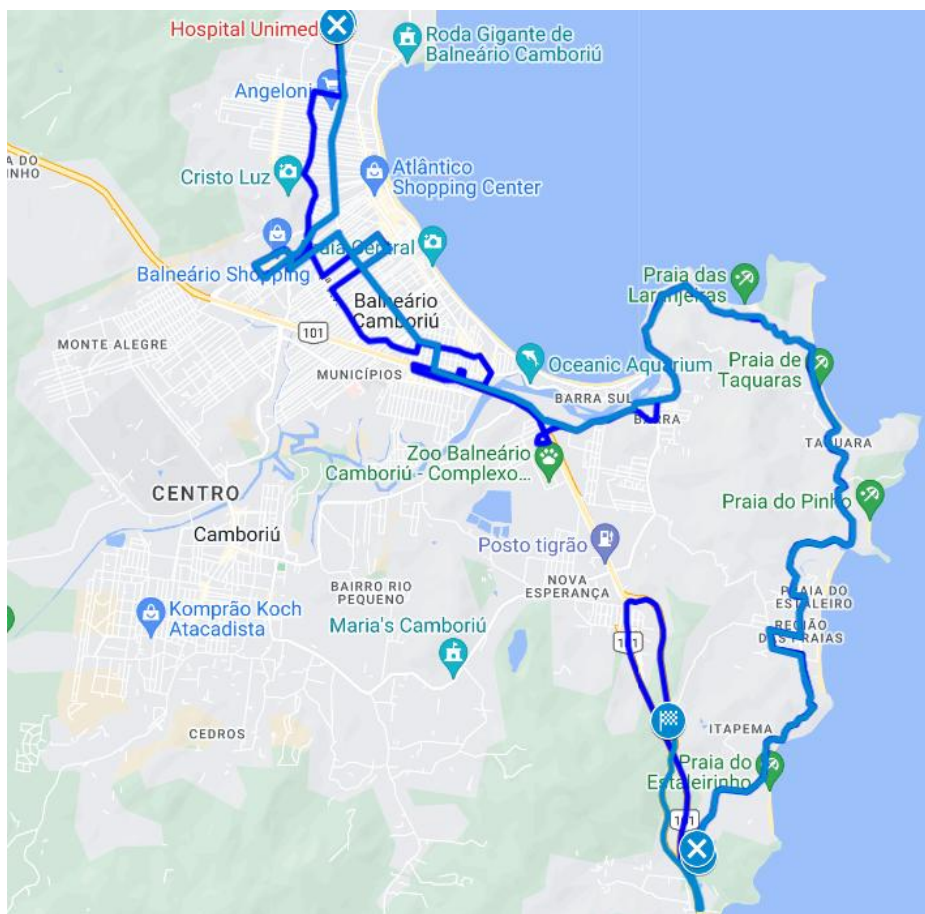 Hospital Unimed
Roda Gigante de
Balneário Camboriú
Angeloni
Cristo Luz
Atlântico
Shopping Center
Central
Balneário Shopping
Balneário
Camboriú
101
MONTE ALEGRE
MUNICÍPIOS
Oceanic Aquarium
BARRA SUL
BARRA
Praia das
Laranjeiras
Praia de
Taquaras
TAQUARA
Zoo Balneário
Camboriú - Complexo...
Praia do Pinho
CENTRO
Camboriú
Posto tigrão
NOVA
ESPERANÇA
BAIRRO RIO
PEQUENO
PRAIA DO
ESTALEIRO
REGIÃO
DAS PRAIAS
Komprão Koch
Atacadista
Maria's Camboriú
101
CEDROS
ITAPEMA
Praia do
Estaleirinho
101